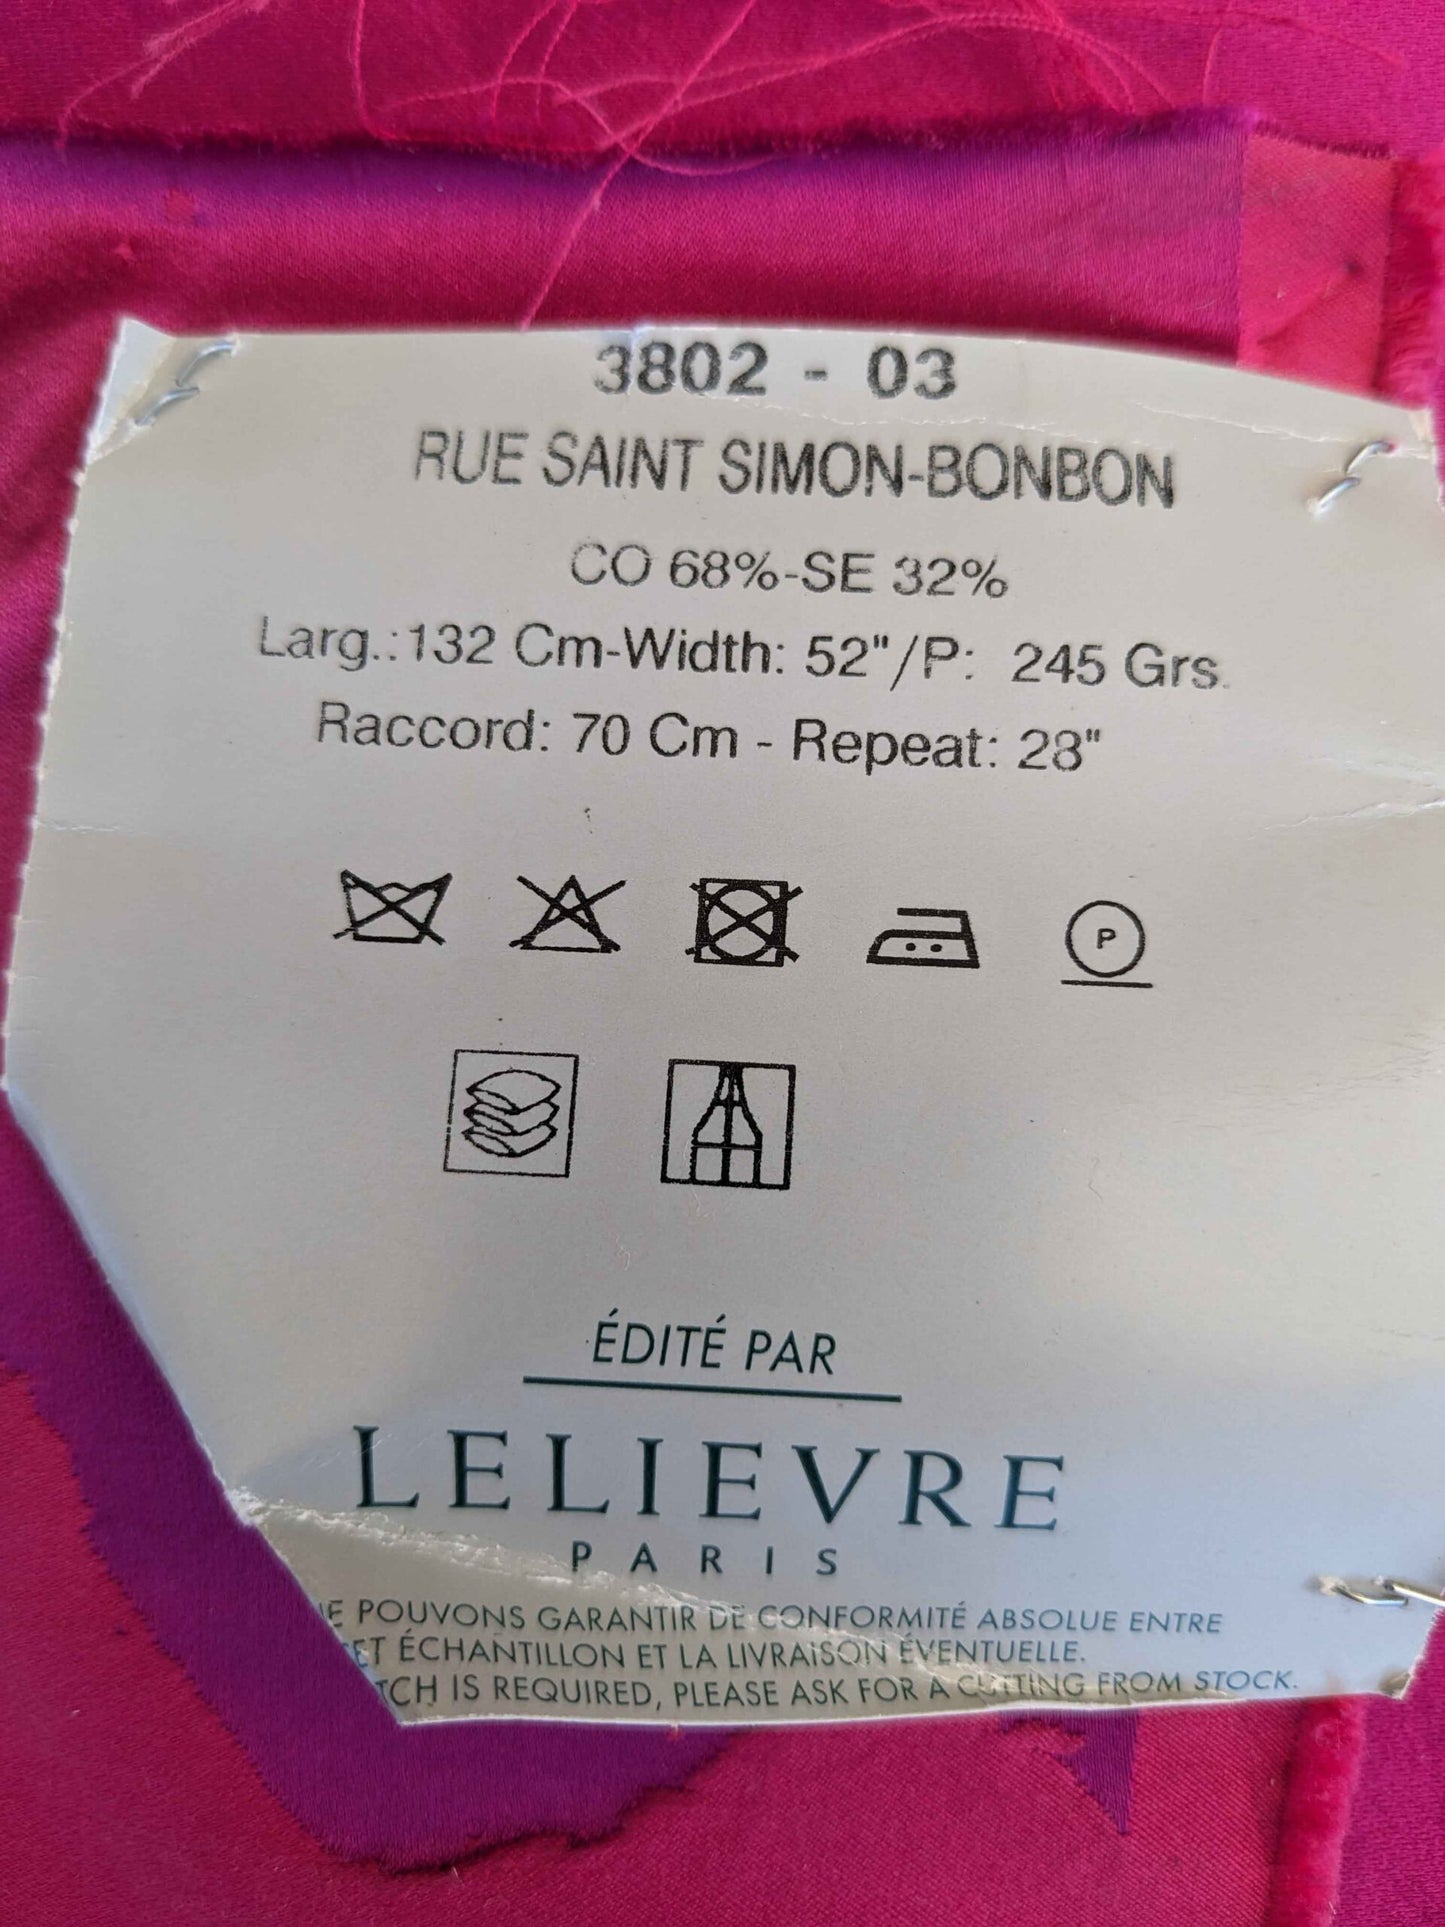 3802 - 03
RUE SAINT SIMON-BONBON
CO 68%-SE 32%
Larg.:132 Cm-Width: 52"/P: 245 Grs.
Raccord: 70 Cm - Repeat: 28"
P
ÉDITÉ PAR
LELIEVRE
PARIS
POUVONS GARANTIR DE CONFORMITÉ ABSOLUE ENTRE
ÉCHANTILLON ET LA LIVRAISON ÉVENTUELLE.
TCH IS REQUIRED, PLEASE ASK FOR A CUTTING FROM STOCK.